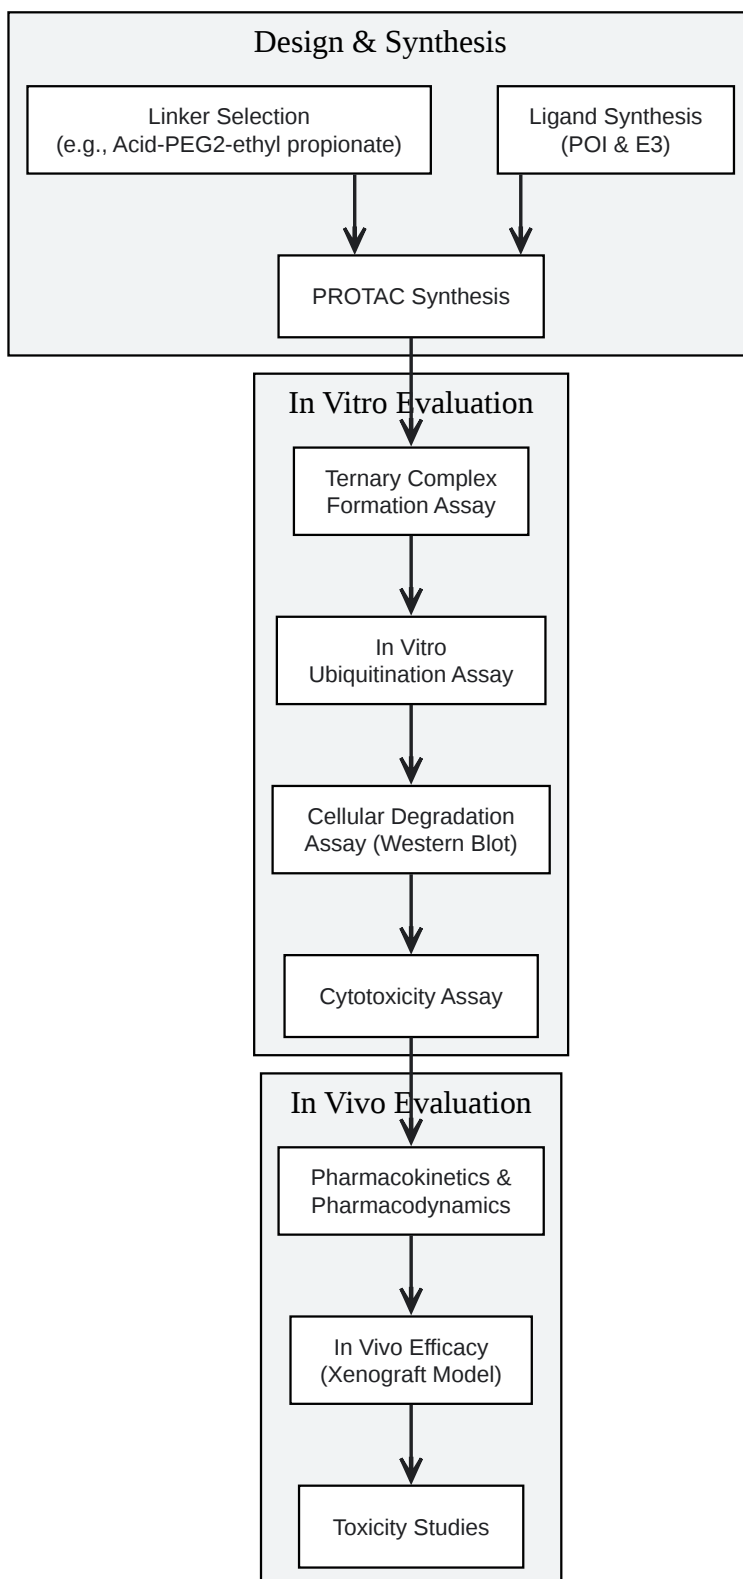 Design & Synthesis
Linker Selection
(e.g., Acid-PEG2-ethyl propionate)
Ligand Synthesis
(POI & E3)
PROTAC Synthesis
In Vitro Evaluation
Ternary Complex
Formation Assay
In Vitro
Ubiquitination Assay
Cellular Degradation
Assay (Western Blot)
Cytotoxicity Assay
In Vivo Evaluation
Pharmacokinetics &
Pharmacodynamics
In Vivo Efficacy
(Xenograft Model)
Toxicity Studies